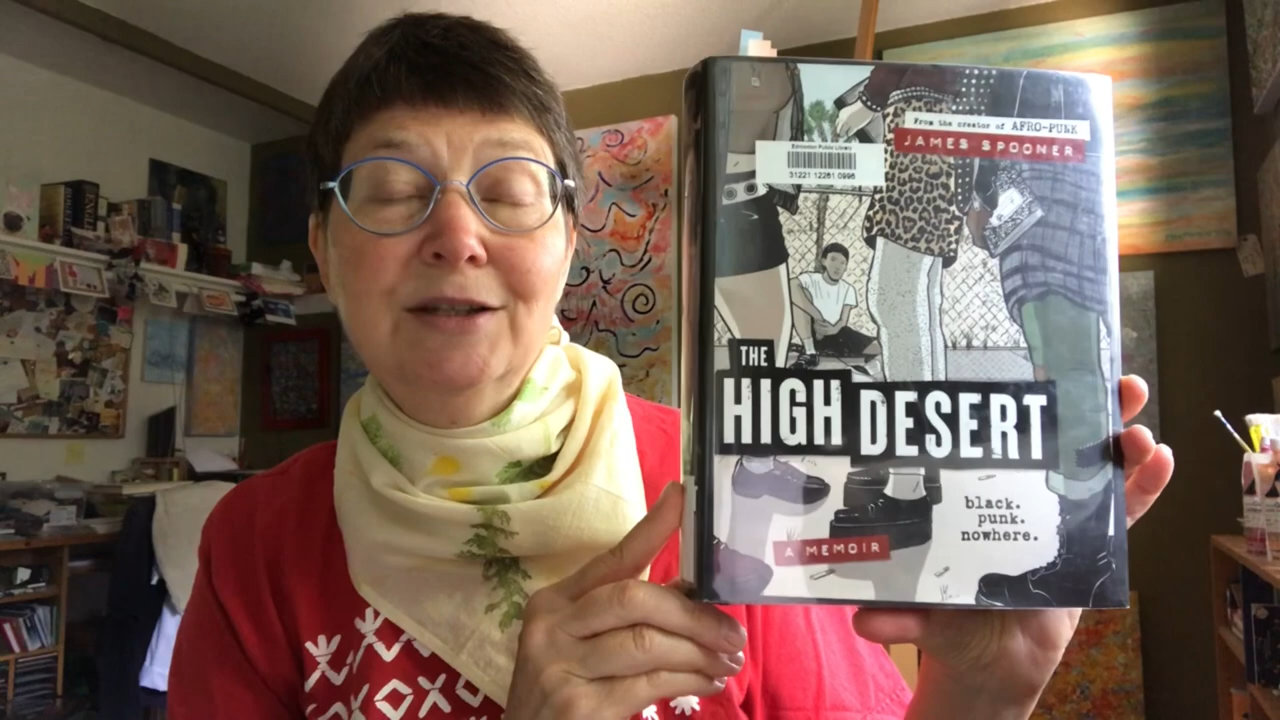 From the creator of AFRO-PUNK
JAMES SPOONER
Edmonton Public Library
31221 12261 0996
THE
HIGH DESERT
black.
punk.
nowhere.
A MEMOIR